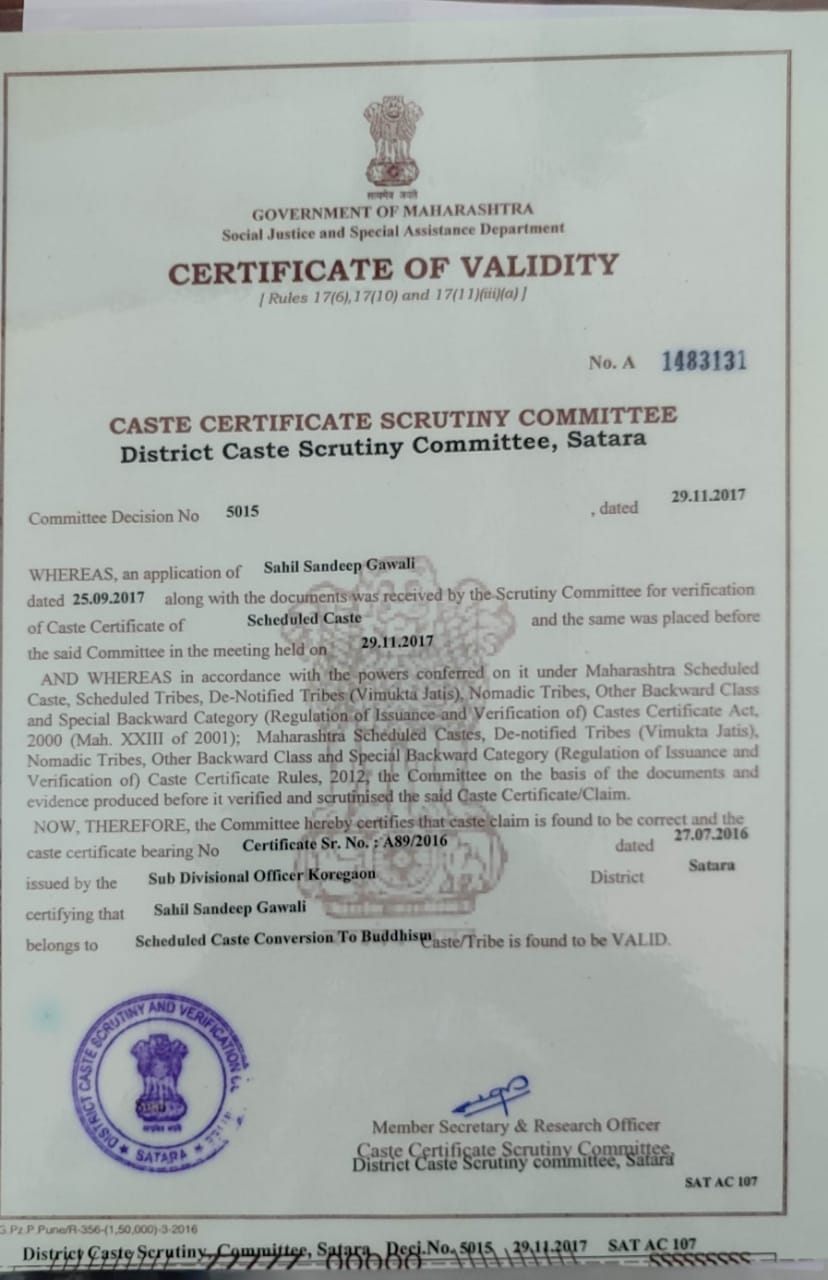 सत्यमेव जयते
GOVERNMENT OF MAHARASHTRA
Social Justice and Special Assistance Department
CERTIFICATE OF VALIDITY
[ Rules 17(6),17(10) and 17(11)(iii)(a) ]
No. A 1483131
CASTE CERTIFICATE SCRUTINY COMMITTEE
District Caste Scrutiny Committee, Satara
Committee Decision No 5015 , dated 29.11.2017
WHEREAS, an application of Sahil Sandeep Gawali
dated 25.09.2017 along with the documents was received by the Scrutiny Committee for verification
of Caste Certificate of Scheduled Caste and the same was placed before
the said Committee in the meeting held on 29.11.2017
AND WHEREAS in accordance with the powers conferred on it under Maharashtra Scheduled
Caste, Scheduled Tribes, De-Notified Tribes (Vimukta Jatis), Nomadic Tribes, Other Backward Class
and Special Backward Category (Regulation of Issuance and Verification of) Castes Certificate Act,
2000 (Mah. XXIII of 2001); Maharashtra Scheduled Castes, De-notified Tribes (Vimukta Jatis),
Nomadic Tribes, Other Backward Class and Special Backward Category (Regulation of Issuance and
Verification of) Caste Certificate Rules, 2012, the Committee on the basis of the documents and
evidence produced before it verified and scrutinised the said Caste Certificate/Claim.
NOW, THEREFORE, the Committee hereby certifies that caste claim is found to be correct and the
caste certificate bearing No Certificate Sr. No. : A89/2016 dated 27.07.2016
issued by the Sub Divisional Officer Koregaon District Satara
certifying that Sahil Sandeep Gawali
belongs to Scheduled Caste Conversion To Buddhism Caste/Tribe is found to be VALID.
DISTRICT CASTE SCRUTINY AND VERIFICATION
SATARA
Member Secretary & Research Officer
Caste Certificate Scrutiny Committee,
District Caste Scrutiny committee, Satara
SAT AC 107
G.Pz.P.Pune/R-356-(1,50,000)-3-2016
District Caste Scrutiny, Committee, Satara Deci.No. 5015 29.11.2017 SAT AC 107